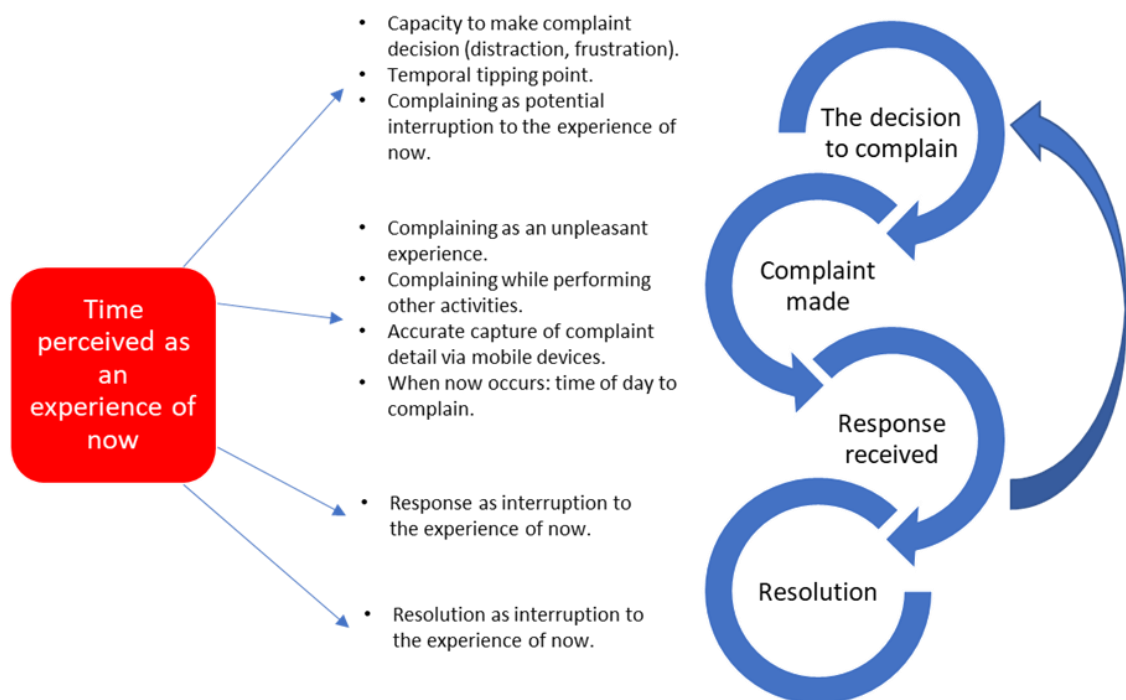 Time
perceived as
an
experience of
now
• Capacity to make complaint
decision (distraction, frustration).
• Temporal tipping point.
• Complaining as potential
interruption to the experience of
now.
• Complaining as an unpleasant
experience.
• Complaining while performing
other activities.
• Accurate capture of complaint
detail via mobile devices.
• When now occurs: time of day to
complain.
• Response as interruption to
the experience of now.
• Resolution as interruption to
the experience of now.
The decision
to complain
Complaint
made
Response
received
Resolution